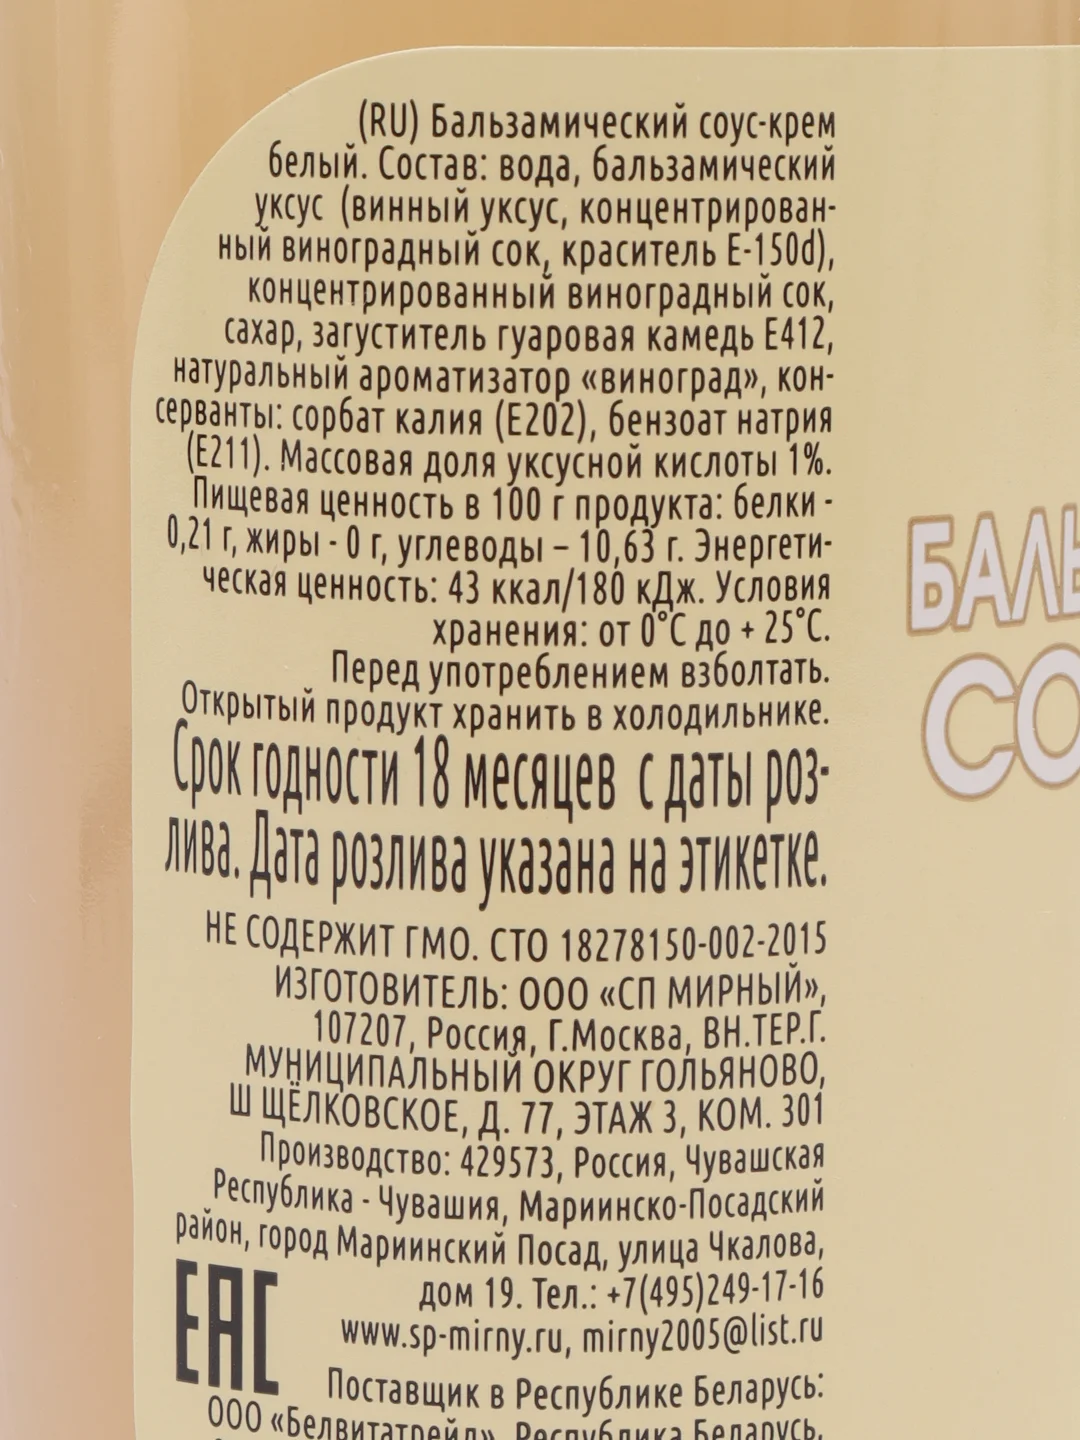 (RU) Бальзамический соус-крем
белый. Состав: вода, бальзамический
уксус (винный уксус, концентрирован-
ный виноградный сок, краситель Е-150d),
концентрированный виноградный сок,
сахар, загуститель гуаровая камедь Е412,
натуральный ароматизатор «виноград», кон-
серванты: сорбат калия (Е202), бензоат натрия
(Е211). Массовая доля уксусной кислоты 1%.
Пищевая ценность в 100 г продукта: белки -
0,21 г, жиры - 0 г, углеводы – 10,63 г. Энергети-
ческая ценность: 43 ккал/180 кДж. Условия
хранения: от 0°С до + 25°С.
Перед употреблением взболтать.
Открытый продукт хранить в холодильнике.
Срок годности 18 месяцев с даты роз-
лива. Дата розлива указана на этикетке.
НЕ СОДЕРЖИТ ГМО. СТО 18278150-002-2015
ИЗГОТОВИТЕЛЬ: ООО «СП МИРНЫЙ»,
107207, Россия, Г.Москва, ВН.ТЕР.Г.
МУНИЦИПАЛЬНЫЙ ОКРУГ ГОЛЬЯНОВО,
Ш ЩЁЛКОВСКОЕ, Д. 77, ЭТАЖ 3, КОМ. 301
Производство: 429573, Россия, Чувашская
Республика - Чувашия, Мариинско-Посадский
район, город Мариинский Посад, улица Чкалова,
дом 19. Тел.: +7(495)249-17-16
www.sp-mirny.ru, mirny2005@list.ru
EAC
Поставщик в Республике Беларусь:
ООО «Белвитатрейд», Республика Беларусь,
БАЛЬ
СО